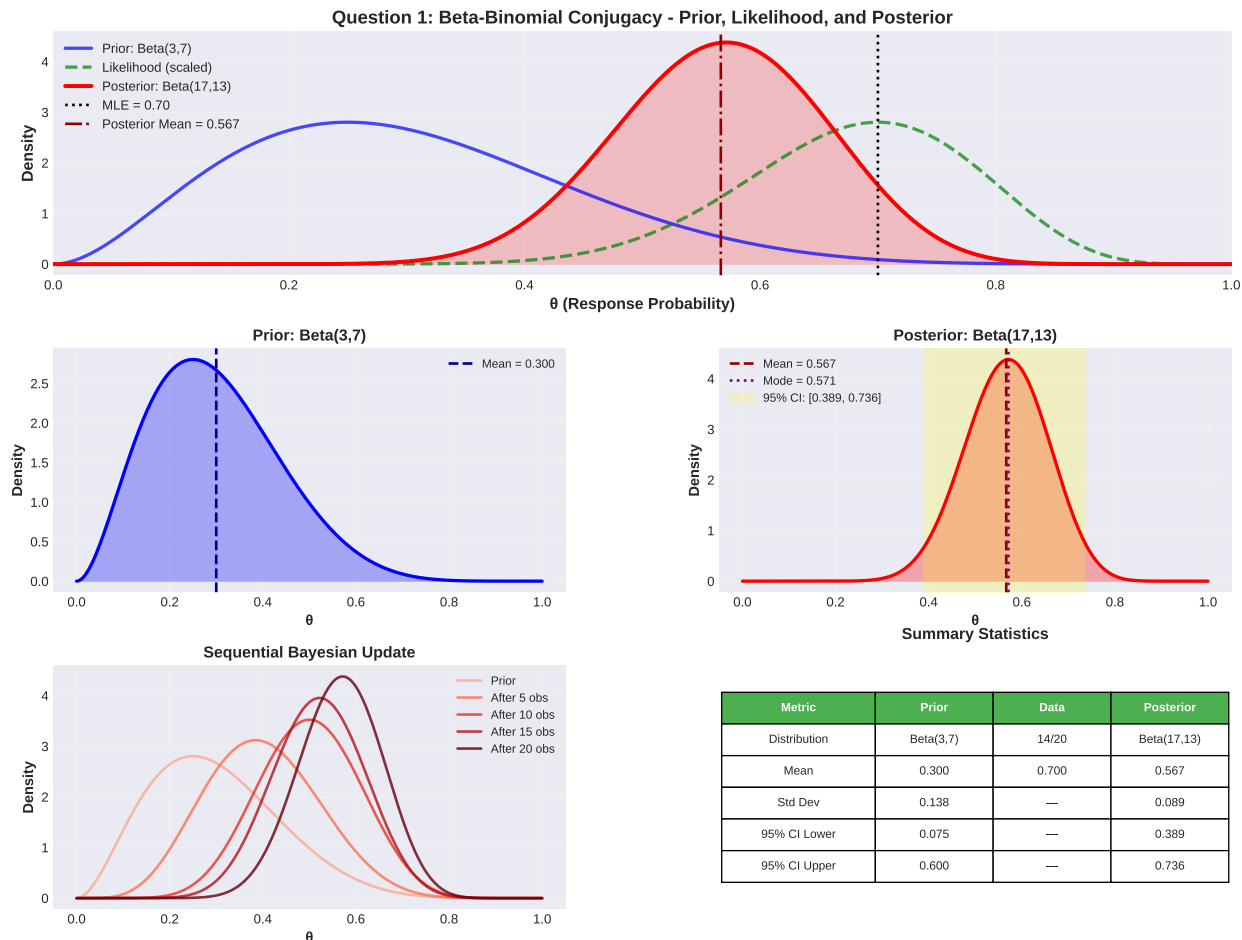 Question 1: Beta-Binomial Conjugacy - Prior, Likelihood, and Posterior
Prior: Beta(3,7)
Likelihood (scaled)
Posterior: Beta(17,13)
MLE = 0.70
Posterior Mean = 0.567
Density
4
3
2
1
0
0.0 0.2 0.4 0.6 0.8 1.0
θ (Response Probability)
Prior: Beta(3,7)
Mean = 0.300
Density
2.5
2.0
1.5
1.0
0.5
0.0
0.0 0.2 0.4 0.6 0.8 1.0
θ
Posterior: Beta(17,13)
Mean = 0.567
Mode = 0.571
95% CI: [0.389, 0.736]
Density
4
3
2
1
0
0.0 0.2 0.4 0.6 0.8 1.0
θ
Sequential Bayesian Update
Prior
After 5 obs
After 10 obs
After 15 obs
After 20 obs
Density
4
3
2
1
0
0.0 0.2 0.4 0.6 0.8 1.0
θ
Summary Statistics
Metric Prior Data Posterior
Distribution Beta(3,7) 14/20 Beta(17,13)
Mean 0.300 0.700 0.567
Std Dev 0.138 — 0.089
95% CI Lower 0.075 — 0.389
95% CI Upper 0.600 — 0.736